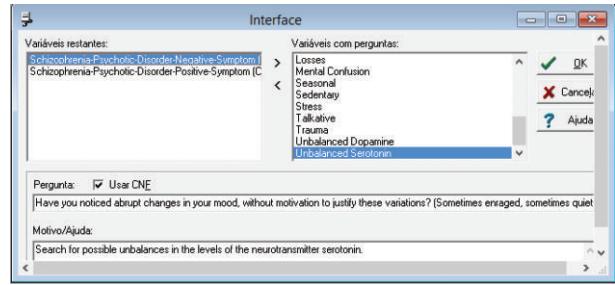 Interface
Variáveis restantes:
Schizophrenia-Psychotic-Disorder-Negative-Symptom (
Schizophrenia-Psychotic-Disorder-Positive-Symptom (C
>
<
Variáveis com perguntas:
Losses
Mental Confusion
Seasonal
Sedentary
Stress
Talkative
Trauma
Unbalanced Dopamine
Unbalanced Serotonin
OK
Cancela
? Ajuda
Pergunta: Usar CNF
Have you noticed abrupt changes in your mood, without motivation to justify these variations? (Sometimes enraged, sometimes quiet
Motivo/Ajuda:
Search for possible unbalances in the levels of the neurotransmitter serotonin.